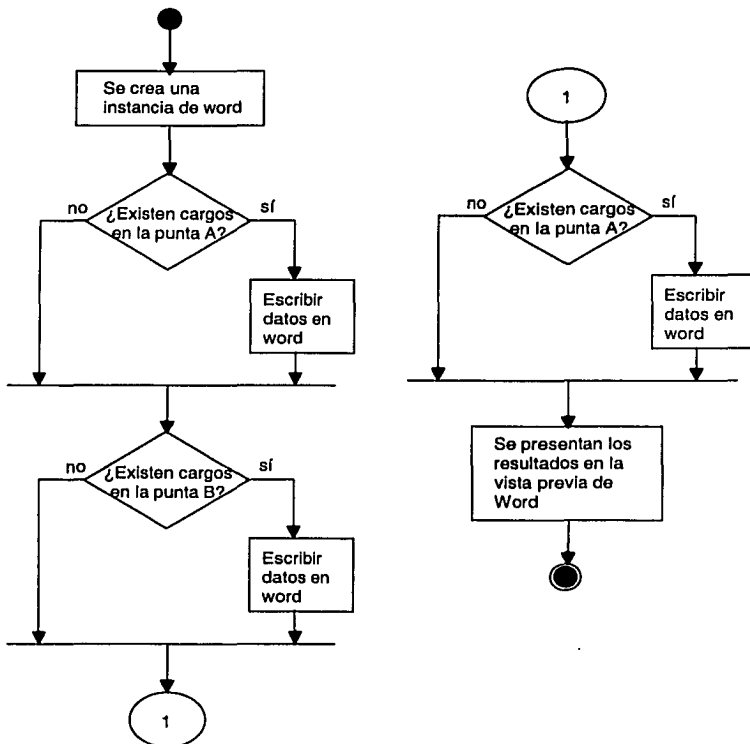 Se crea una
instancia de word
¿Existen cargos
en la punta A?
no
sí
Escribir
datos en
word
¿Existen cargos
en la punta B?
no
sí
Escribir
datos en
word
1
1
¿Existen cargos
en la punta A?
no
sí
Escribir
datos en
word
Se presentan los
resultados en la
vista previa de
Word